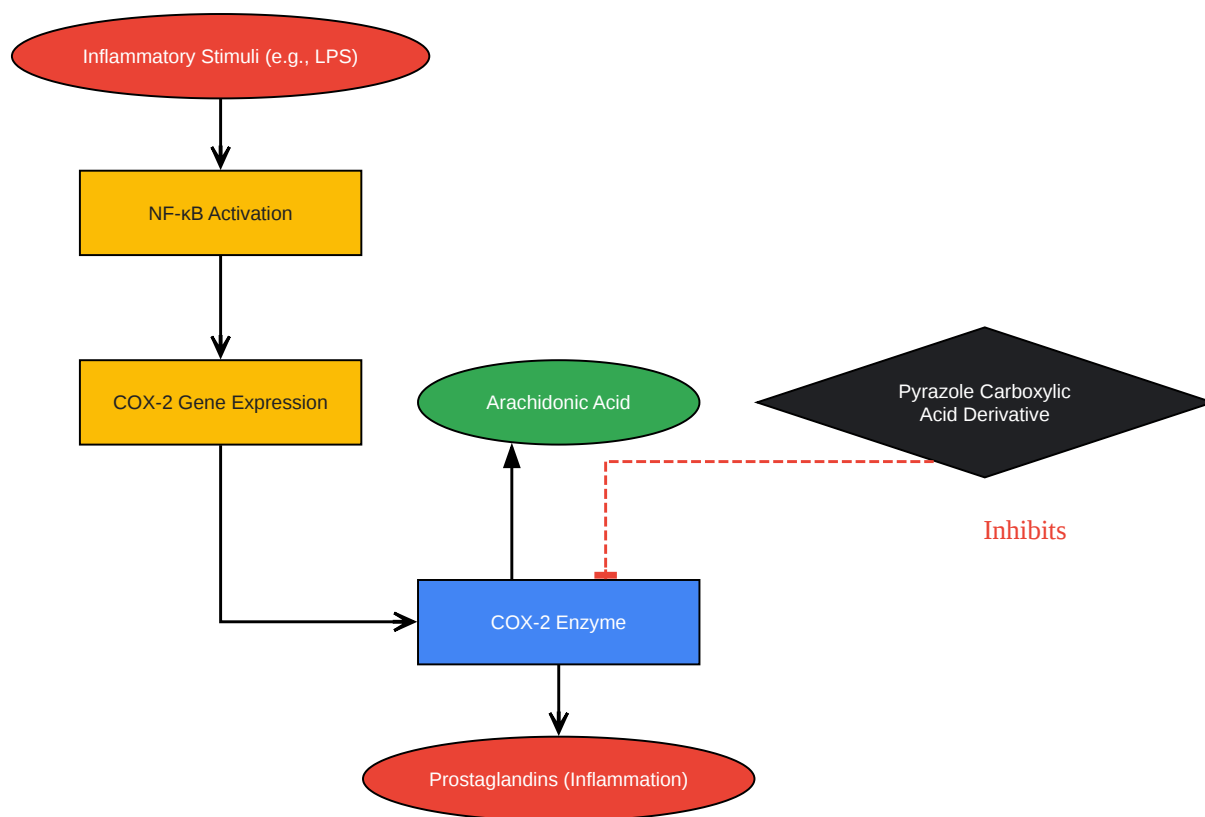 Inflammatory Stimuli (e.g., LPS)
NF-κB Activation
COX-2 Gene Expression
Arachidonic Acid
Pyrazole Carboxylic
Acid Derivative
Inhibits
COX-2 Enzyme
Prostaglandins (Inflammation)